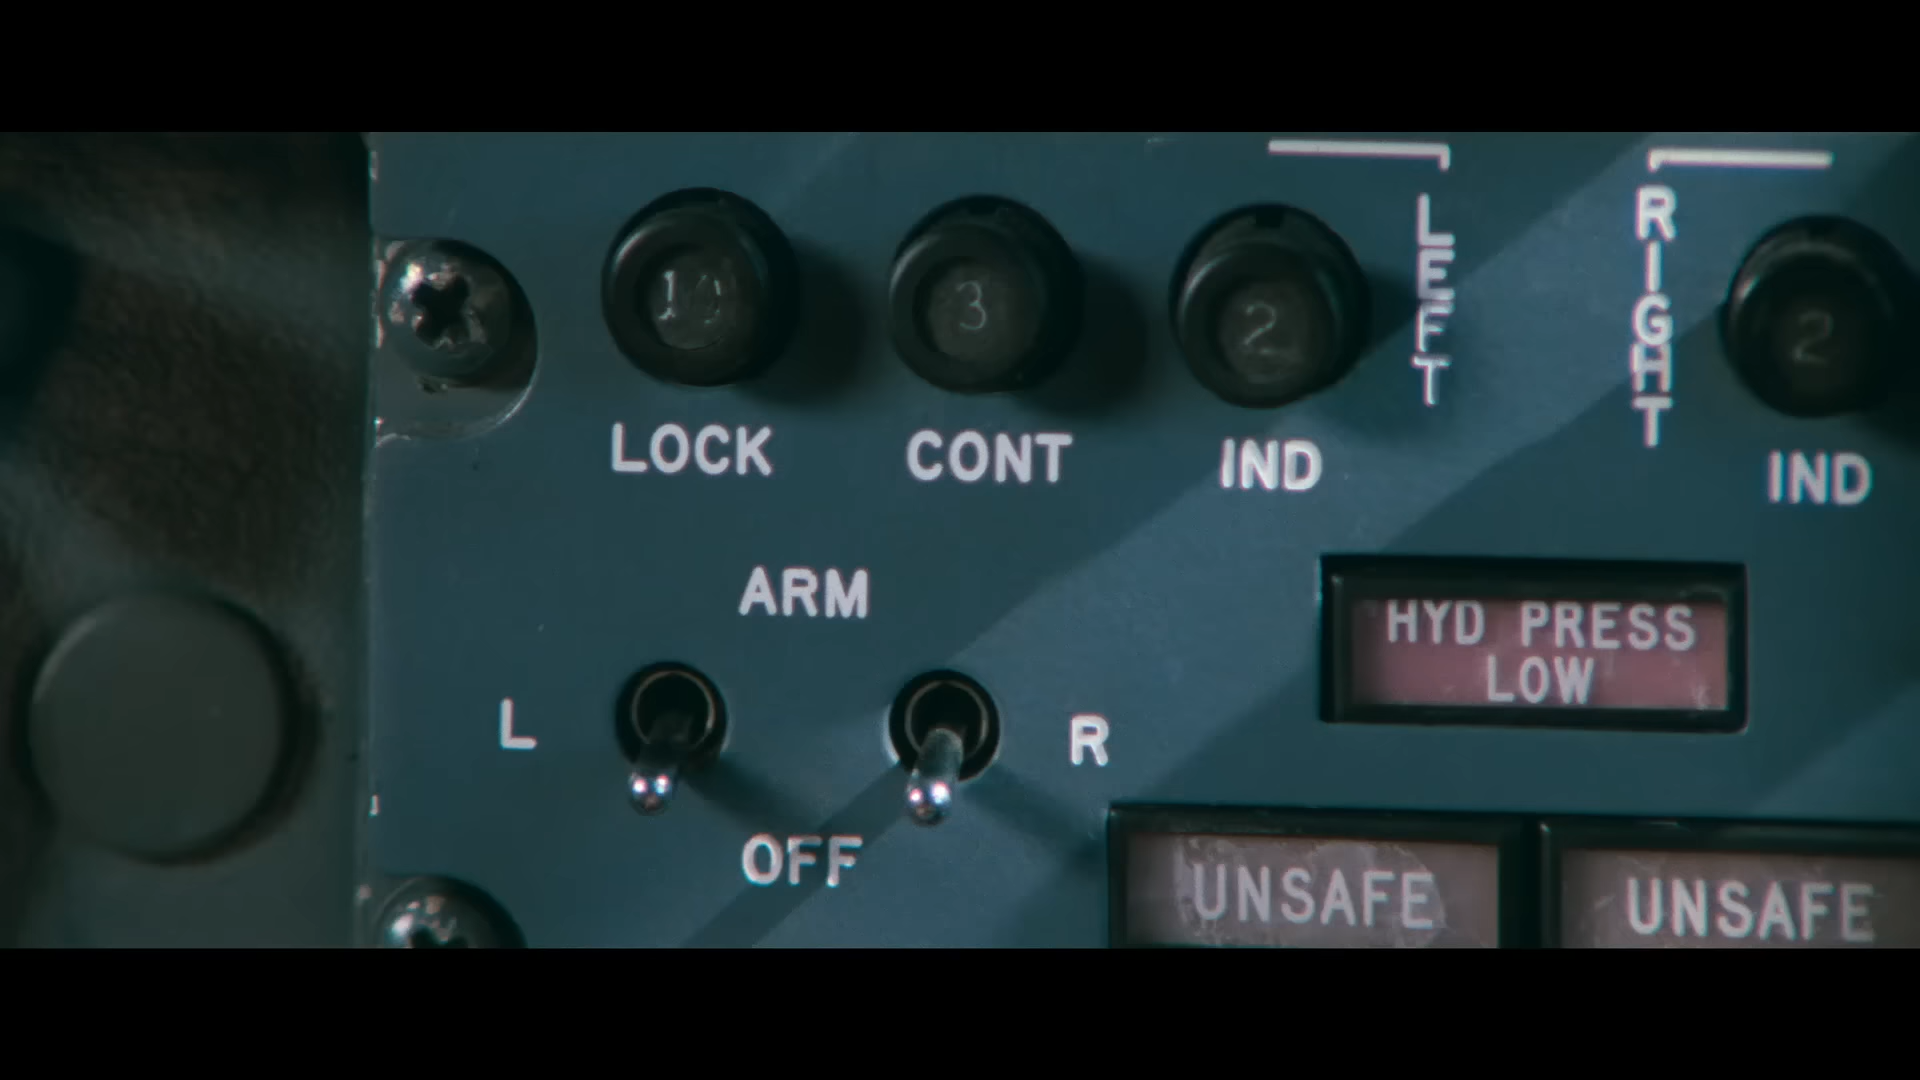 LEFT
RIGHT
10
3
2
2
LOCK
CONT
IND
IND
ARM
HYD PRESS
LOW
L
R
OFF
UNSAFE
UNSAFE